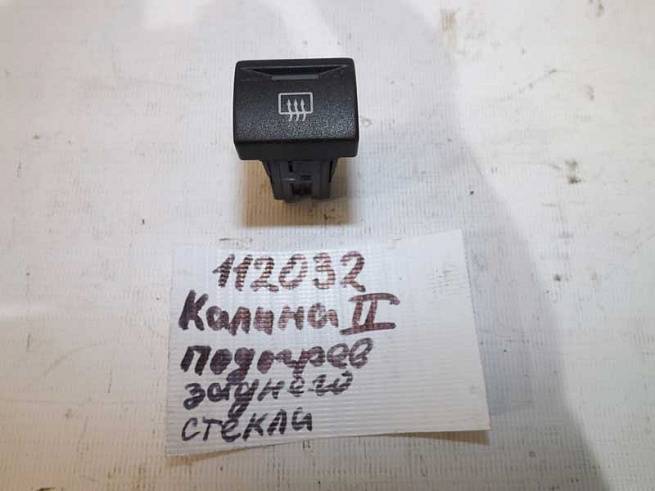 112032
Калина II
подогрев
заднего
стекла